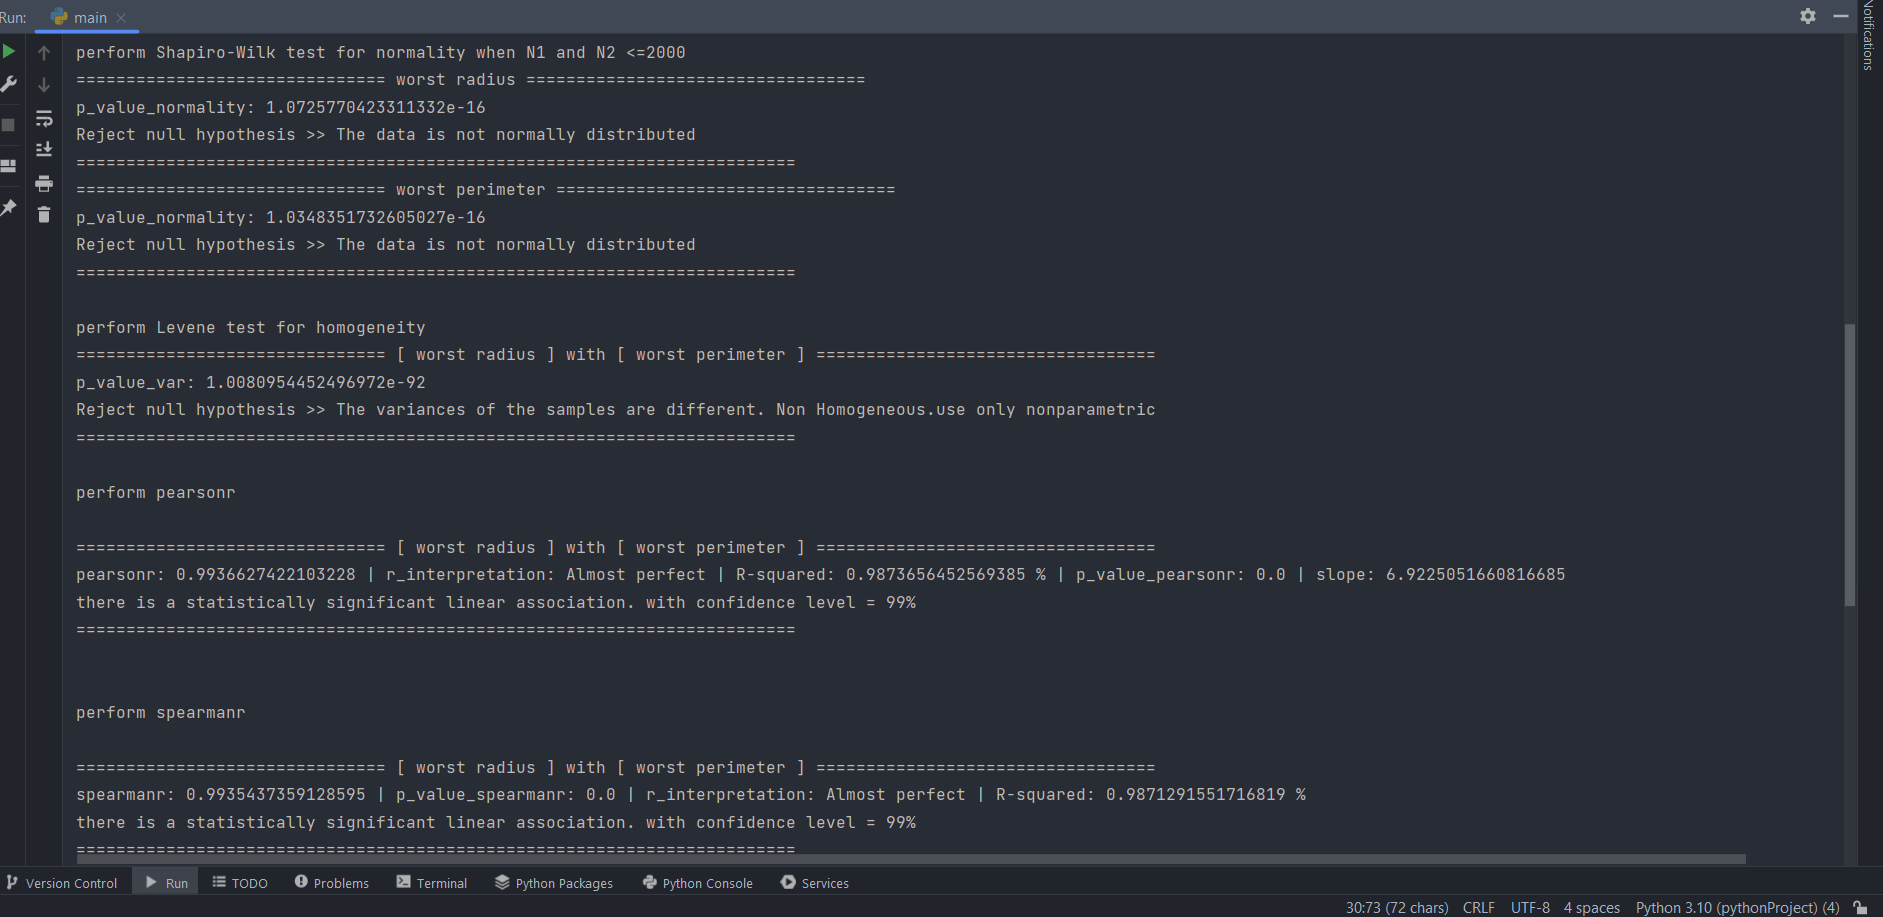 Run: main
Notifications
perform Shapiro-Wilk test for normality when N1 and N2 <=2000
=============================== worst radius ==================================
p_value_normality: 1.0725770423311332e-16
Reject null hypothesis >> The data is not normally distributed
========================================================================
=============================== worst perimeter ==================================
p_value_normality: 1.0348351732605027e-16
Reject null hypothesis >> The data is not normally distributed
========================================================================
perform Levene test for homogeneity
=============================== [ worst radius ] with [ worst perimeter ] ==================================
p_value_var: 1.0080954452496972e-92
Reject null hypothesis >> The variances of the samples are different. Non Homogeneous.use only nonparametric
========================================================================
perform pearsonr
=============================== [ worst radius ] with [ worst perimeter ] ==================================
pearsonr: 0.9936627422103228 | r_interpretation: Almost perfect | R-squared: 0.9873656452569385 % | p_value_pearsonr: 0.0 | slope: 6.9225051660816685
there is a statistically significant linear association. with confidence level = 99%
========================================================================
perform spearmanr
=============================== [ worst radius ] with [ worst perimeter ] ==================================
spearmanr: 0.9935437359128595 | p_value_spearmanr: 0.0 | r_interpretation: Almost perfect | R-squared: 0.9871291551716819 %
there is a statistically significant linear association. with confidence level = 99%
========================================================================
Version Control Run TODO Problems Terminal Python Packages Python Console Services
30:73 (72 chars) CRLF UTF-8 4 spaces Python 3.10 (pythonProject) (4)